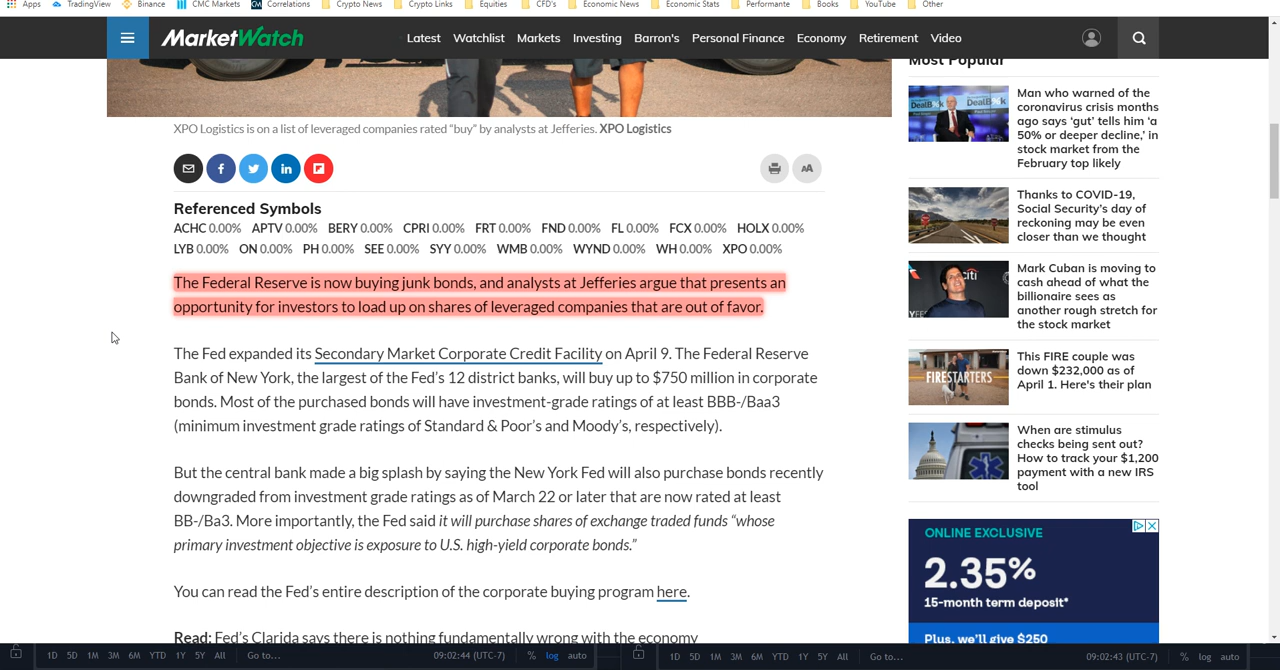 Apps TradingView Binance CMC Markets Correlations Crypto News Crypto Links Equities CFD's Economic News Economic Stats Performante Books YouTube Other
MarketWatch
Latest Watchlist Markets Investing Barron's Personal Finance Economy Retirement Video
XPO Logistics is on a list of leveraged companies rated “buy” by analysts at Jefferies. XPO Logistics
AA
Referenced Symbols
ACHC 0.00% APTV 0.00% BERY 0.00% CPRI 0.00% FRT 0.00% FND 0.00% FL 0.00% FCX 0.00% HOLX 0.00%
LYB 0.00% ON 0.00% PH 0.00% SEE 0.00% SYY 0.00% WMB 0.00% WYND 0.00% WH 0.00% XPO 0.00%
The Federal Reserve is now buying junk bonds, and analysts at Jefferies argue that presents an
opportunity for investors to load up on shares of leveraged companies that are out of favor.
The Fed expanded its Secondary Market Corporate Credit Facility on April 9. The Federal Reserve
Bank of New York, the largest of the Fed’s 12 district banks, will buy up to $750 million in corporate
bonds. Most of the purchased bonds will have investment-grade ratings of at least BBB-/Baa3
(minimum investment grade ratings of Standard & Poor’s and Moody’s, respectively).
But the central bank made a big splash by saying the New York Fed will also purchase bonds recently
downgraded from investment grade ratings as of March 22 or later that are now rated at least
BB-/Ba3. More importantly, the Fed said it will purchase shares of exchange traded funds “whose
primary investment objective is exposure to U.S. high-yield corporate bonds.”
You can read the Fed’s entire description of the corporate buying program here.
Read: Fed’s Clarida says there is nothing fundamentally wrong with the economy
Most Popular
Man who warned of the
coronavirus crisis months
ago says ‘gut’ tells him ‘a
50% or deeper decline,’ in
stock market from the
February top likely
Thanks to COVID-19,
Social Security’s day of
reckoning may be even
closer than we thought
Mark Cuban is moving to
cash ahead of what the
billionaire sees as
another rough stretch for
the stock market
This FIRE couple was
down $232,000 as of
April 1. Here's their plan
FIRESTARTERS
When are stimulus
checks being sent out?
How to track your $1,200
payment with a new IRS
tool
ONLINE EXCLUSIVE
2.35%
15-month term deposit*
Plus, we’ll give $250
1D 5D 1M 3M 6M YTD 1Y 5Y All Go to... 09:02:44 (UTC-7) % log auto
1D 5D 1M 3M 6M YTD 1Y 5Y All Go to... 09:02:43 (UTC-7) % log auto